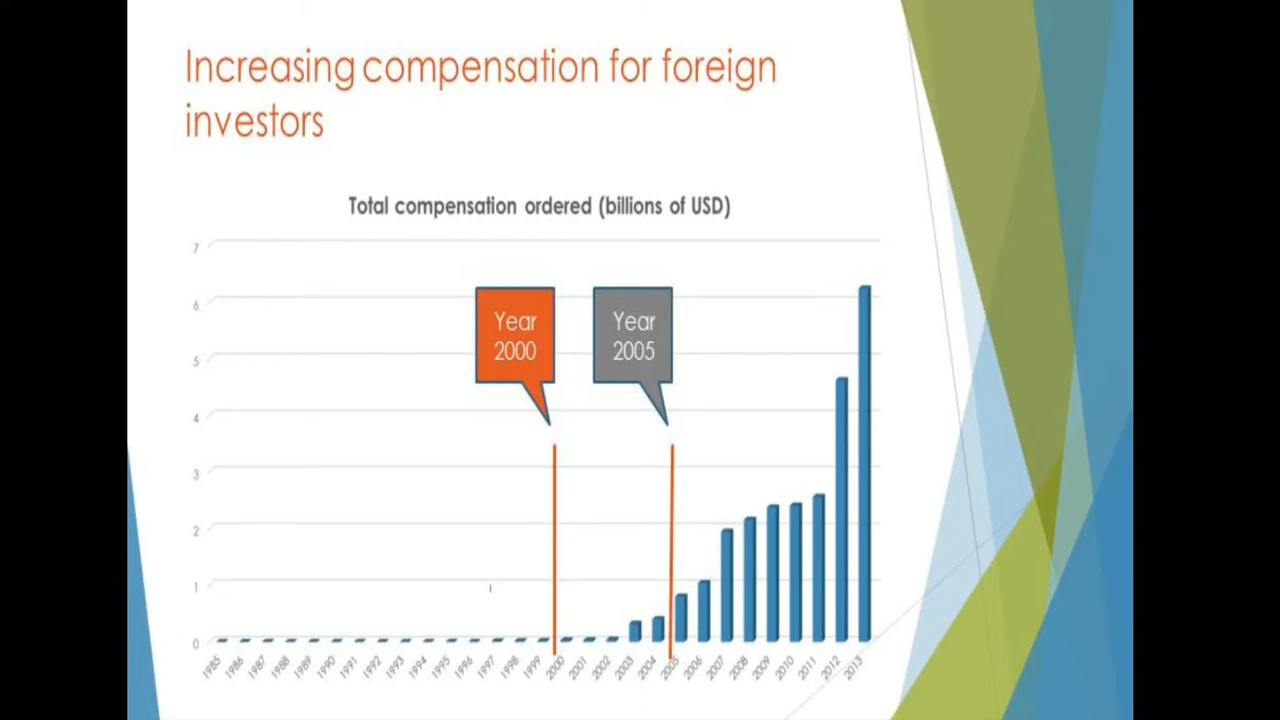 Increasing compensation for foreign
investors
Total compensation ordered (billions of USD)
7
6
5
4
3
2
1
0
Year
2000
Year
2005
1985 1986 1987 1988 1989 1990 1991 1992 1993 1994 1995 1996 1997 1998 1999 2000 2001 2002 2003 2004 2005 2006 2007 2008 2009 2010 2011 2012 2013